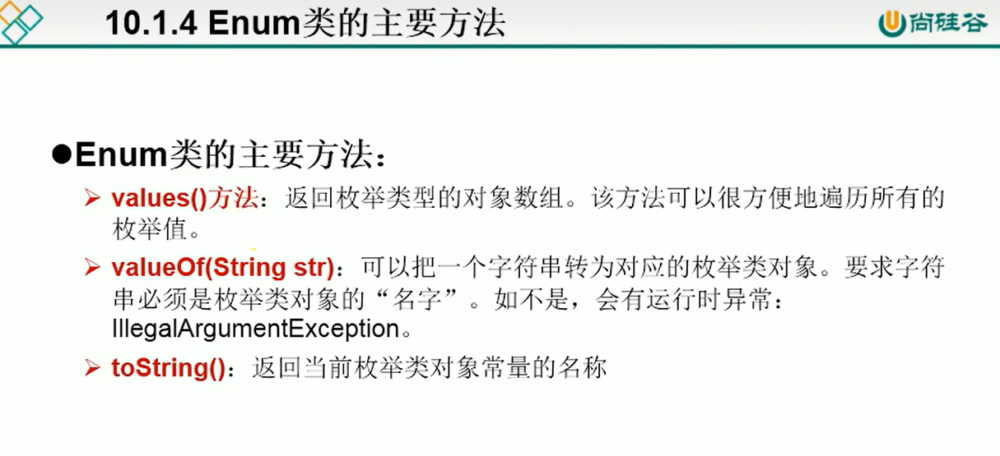 10.1.4 Enum类的主要方法
尚硅谷
●Enum类的主要方法：
➢ values()方法：返回枚举类型的对象数组。该方法可以很方便地遍历所有的
枚举值。
➢ valueOf(String str)：可以把一个字符串转为对应的枚举类对象。要求字符
串必须是枚举类对象的“名字”。如不是，会有运行时异常：
IllegalArgumentException。
➢ toString()：返回当前枚举类对象常量的名称